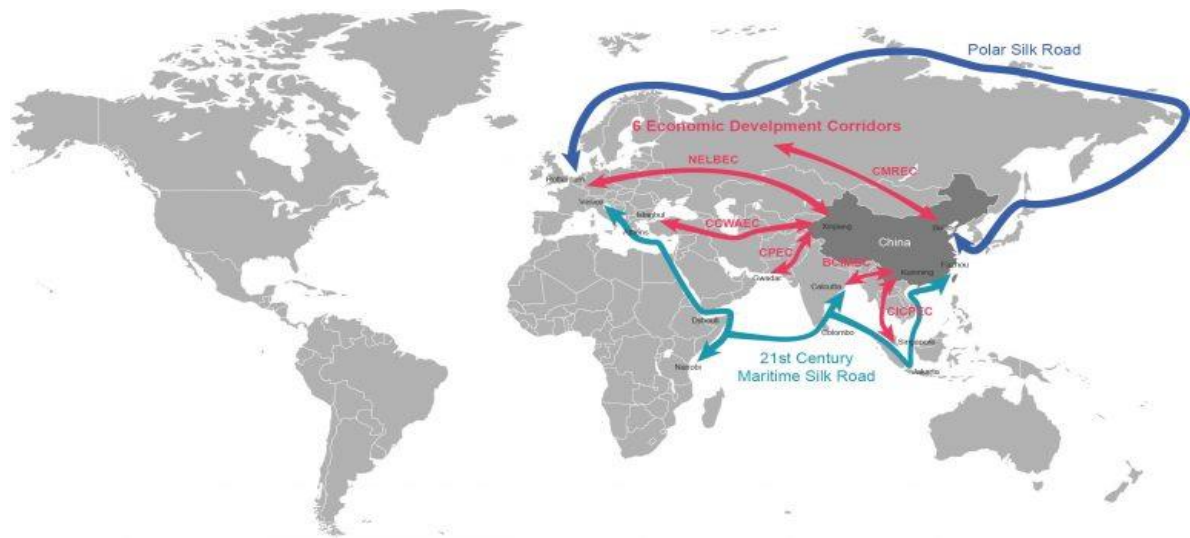 Polar Silk Road
6 Economic Develpment Corridors
NELBEC
CMREC
Rotterdam
Venice
Istanbul
Athens
CCWAEC
Xinjiang
China
CPEC
BCIMEC
Gwadar
Kunming
Fuzhou
Calcutta
CICPEC
Djibouti
Colombo
Singapore
21st Century
Maritime Silk Road
Nairobi
Jakarta